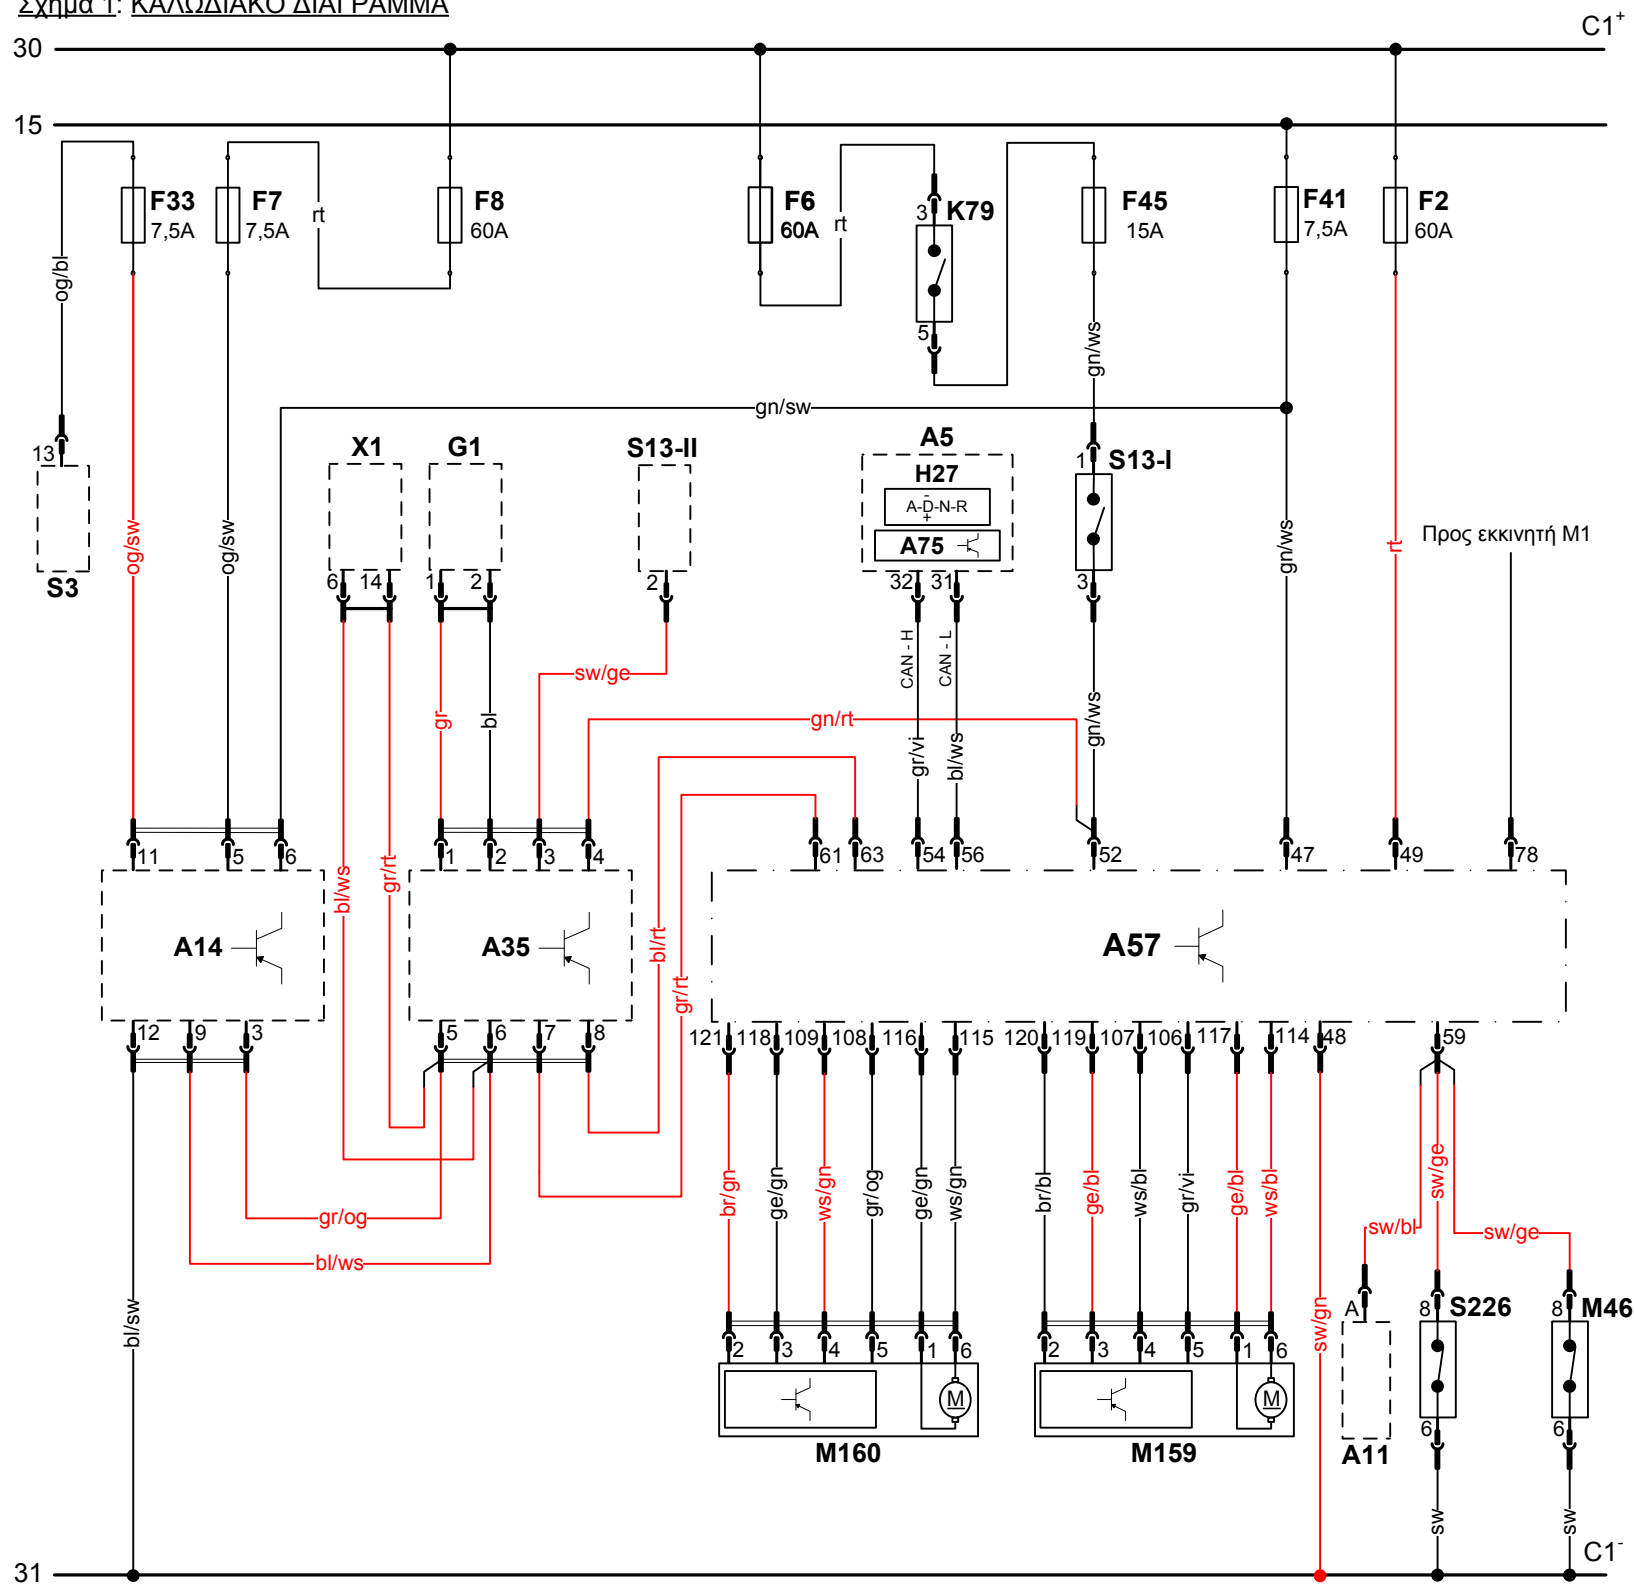 Σχήμα 1: ΚΑΛΩΔΙΑΚΟ ΔΙΑΓΡΑΜΜΑ
C1+
30
15
F33
7,5A
F7
7,5A
rt
F8
60A
F6
60A
rt
3
K79
5
F45
15A
F41
7,5A
F2
60A
og/bl
gn/ws
gn/sw
13
S3
og/sw
og/sw
X1
6
14
G1
1
2
S13-II
2
A5
H27
-
A-D-N-R
+
A75
32
31
1
S13-I
3
gn/ws
rt
Προς εκκινητή M1
CAN - H
CAN - L
sw/ge
gr
bl
gn/rt
gr/vi
bl/ws
gn/ws
11
5
6
bl/ws
gr/rt
1
2
3
4
61
63
54
56
52
47
49
78
A14
A35
bl/rt
gr/rt
A57
12
9
3
5
6
7
8
121
118
109
108
116
115
120
119
107
106
117
114
48
59
br/gn
ge/gn
ws/gn
gr/og
ge/gn
ws/gn
br/bl
ge/bl
ws/bl
gr/vi
ge/bl
ws/bl
sw/ge
sw/bl
sw/ge
gr/og
bl/ws
bl/sw
sw/gn
2
3
4
5
1
6
2
3
4
5
1
6
A
8
S226
8
M46
M
M
M160
M159
A11
6
6
sw
sw
C1-
31